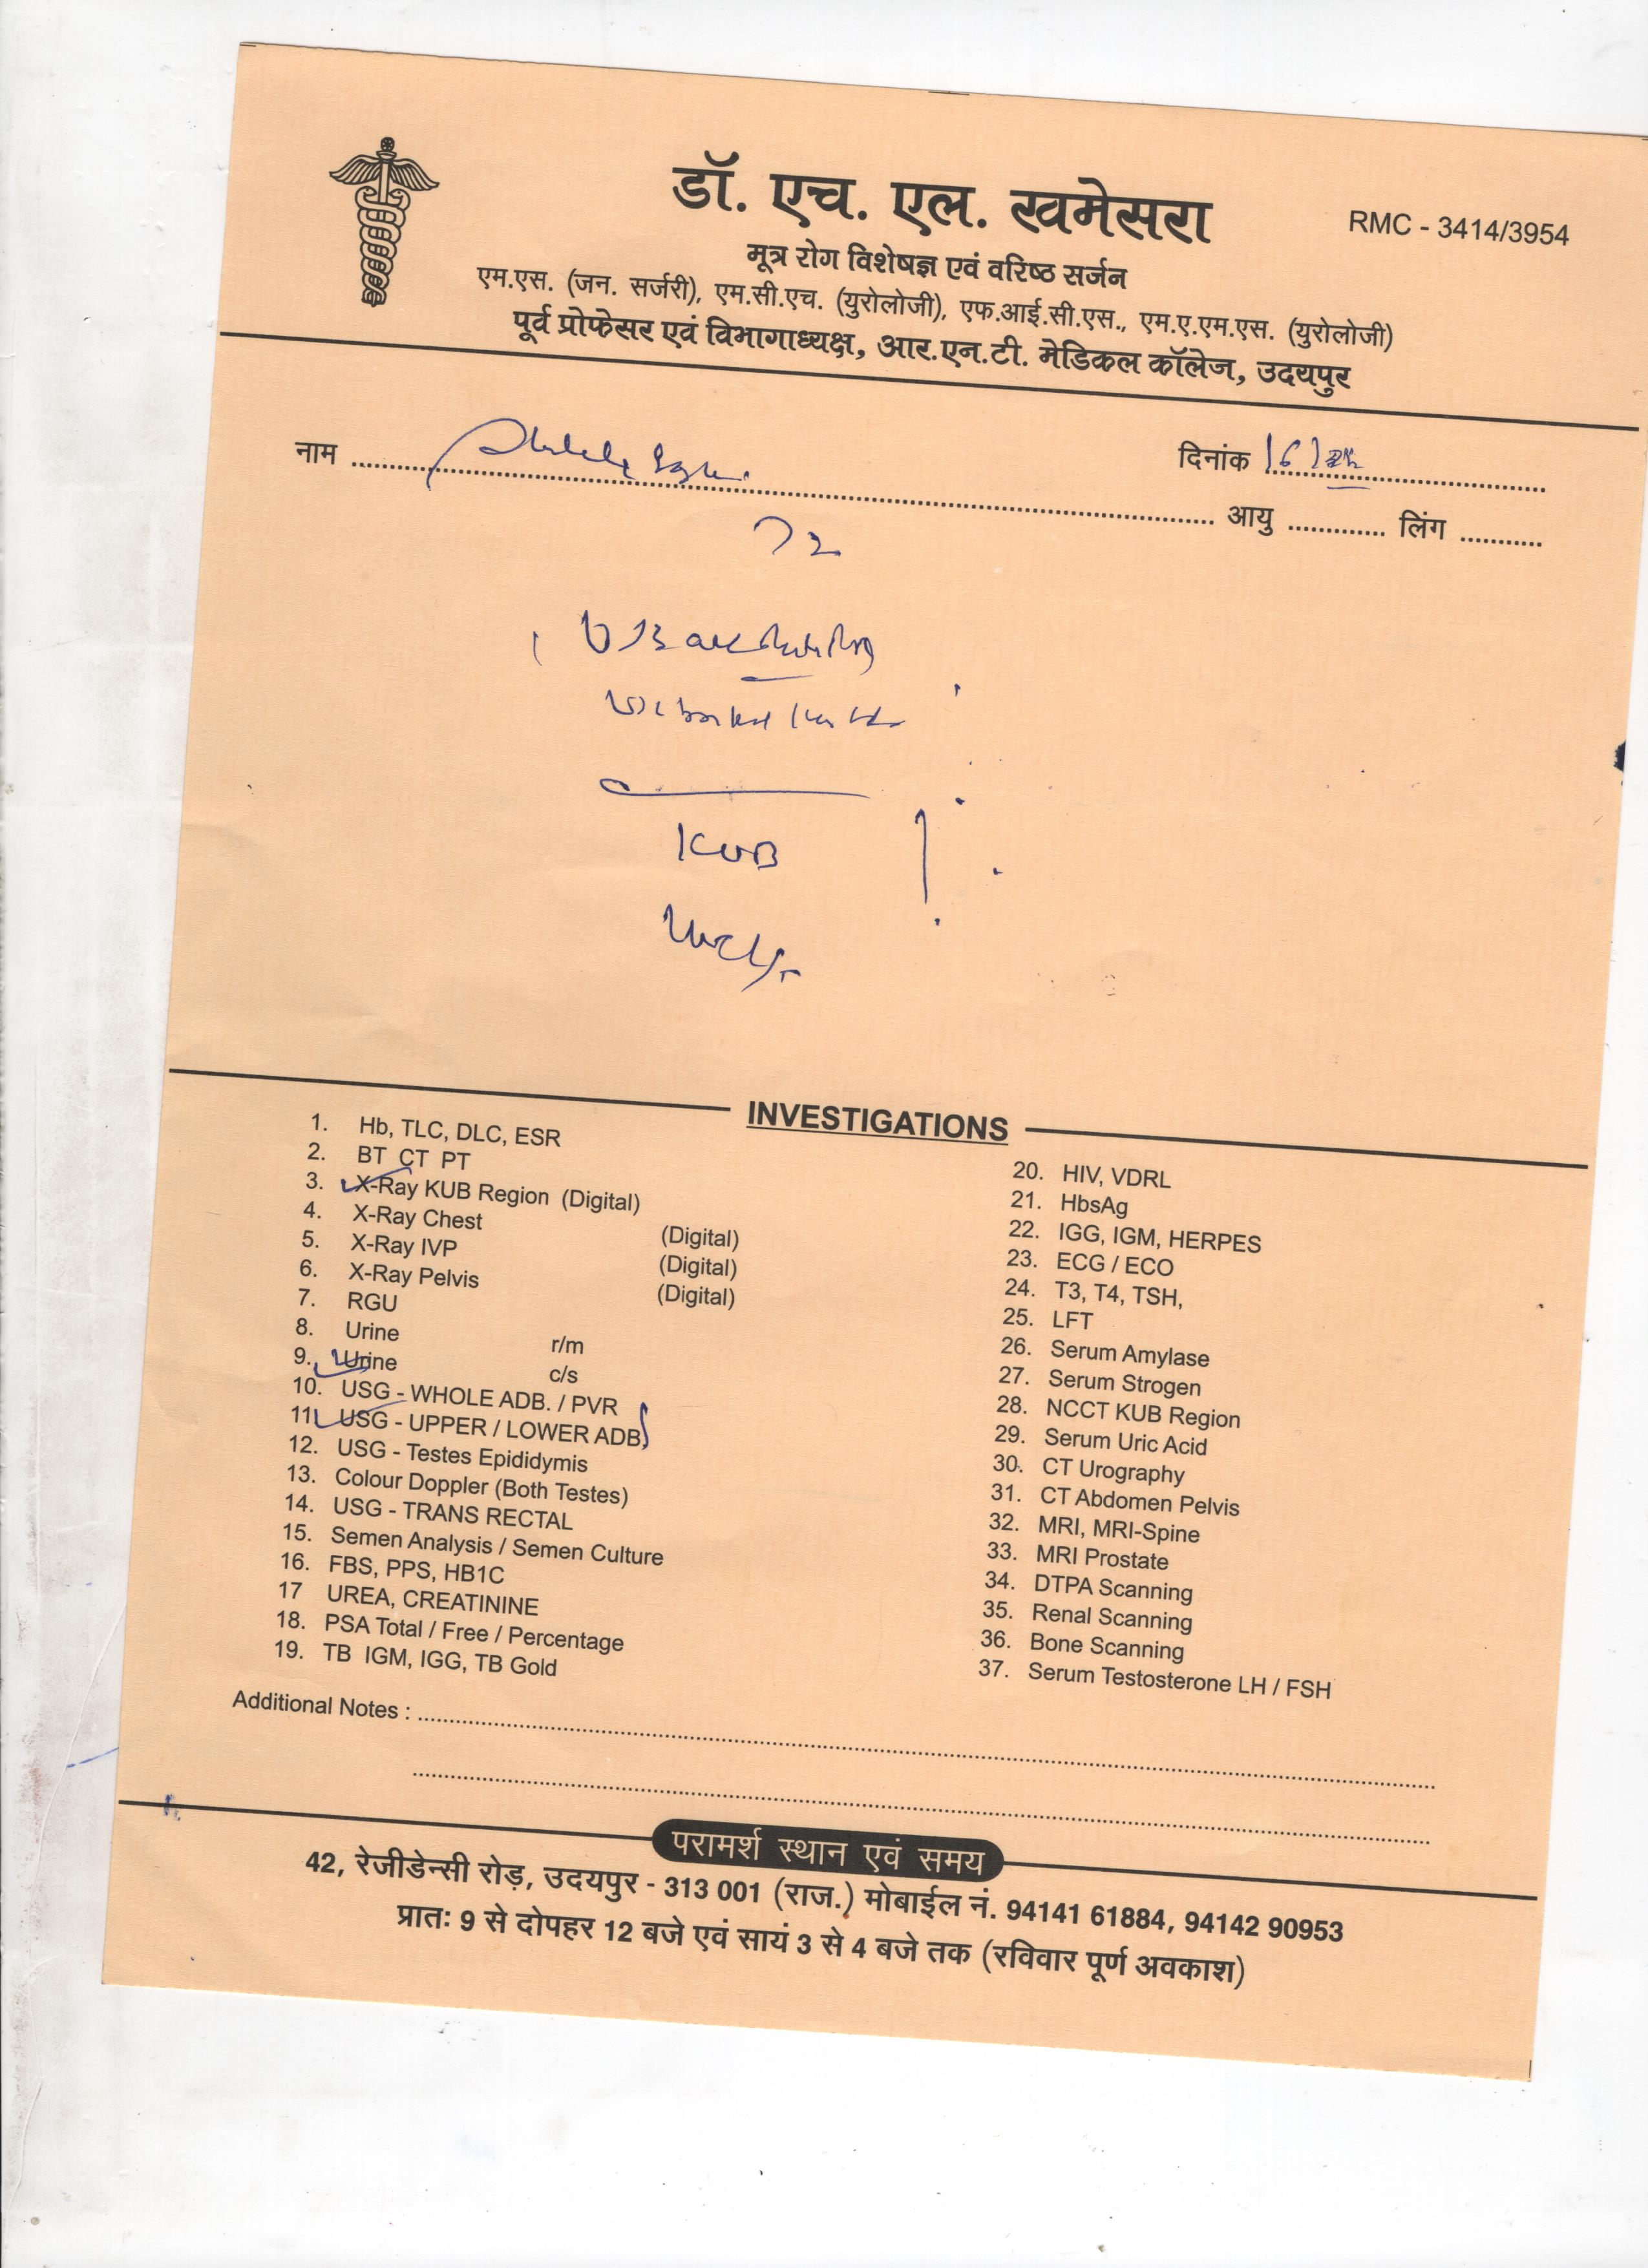 डॉ. एच. एल. खमेसरा
RMC - 3414/3954
मूत्र रोग विशेषज्ञ एवं वरिष्ठ सर्जन
एम.एस. (जन. सर्जरी), एम.सी.एच. (युरोलोजी), एफ.आई.सी.एस., एम.ए.एम.एस. (युरोलोजी)
पूर्व प्रोफेसर एवं विभागाध्यक्ष, आर.एन.टी. मेडिकल कॉलेज, उदयपुर
नाम
दिनांक
आयु ............ लिंग ...........
72
KUB
INVESTIGATIONS
1. Hb, TLC, DLC, ESR
2. BT CT PT
3. X-Ray KUB Region (Digital)
4. X-Ray Chest (Digital)
5. X-Ray IVP (Digital)
6. X-Ray Pelvis (Digital)
7. RGU
8. Urine r/m
9. Urine c/s
10. USG - WHOLE ADB. / PVR
11. USG - UPPER / LOWER ADB
12. USG - Testes Epididymis
13. Colour Doppler (Both Testes)
14. USG - TRANS RECTAL
15. Semen Analysis / Semen Culture
16. FBS, PPS, HB1C
17 UREA, CREATININE
18. PSA Total / Free / Percentage
19. TB IGM, IGG, TB Gold
20. HIV, VDRL
21. HbsAg
22. IGG, IGM, HERPES
23. ECG / ECO
24. T3, T4, TSH,
25. LFT
26. Serum Amylase
27. Serum Strogen
28. NCCT KUB Region
29. Serum Uric Acid
30. CT Urography
31. CT Abdomen Pelvis
32. MRI, MRI-Spine
33. MRI Prostate
34. DTPA Scanning
35. Renal Scanning
36. Bone Scanning
37. Serum Testosterone LH / FSH
Additional Notes :
परामर्श स्थान एवं समय
42, रेजीडेन्सी रोड़, उदयपुर - 313 001 (राज.) मोबाईल नं. 94141 61884, 94142 90953
प्रातः 9 से दोपहर 12 बजे एवं सायं 3 से 4 बजे तक (रविवार पूर्ण अवकाश)